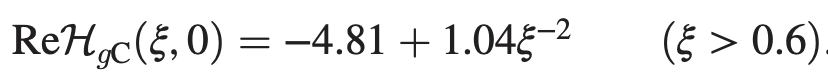 Reℋ_{gC}(ξ, 0) = −4.81 + 1.04ξ^{−2} (ξ > 0.6).